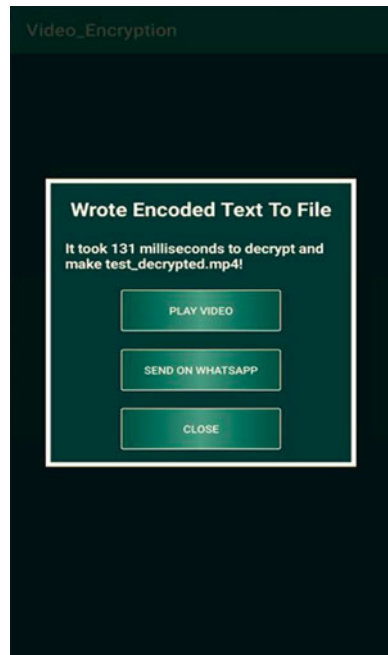 Video_Encryption
Wrote Encoded Text To File
It took 131 milliseconds to decrypt and
make test_decrypted.mp4!
PLAY VIDEO
SEND ON WHATSAPP
CLOSE